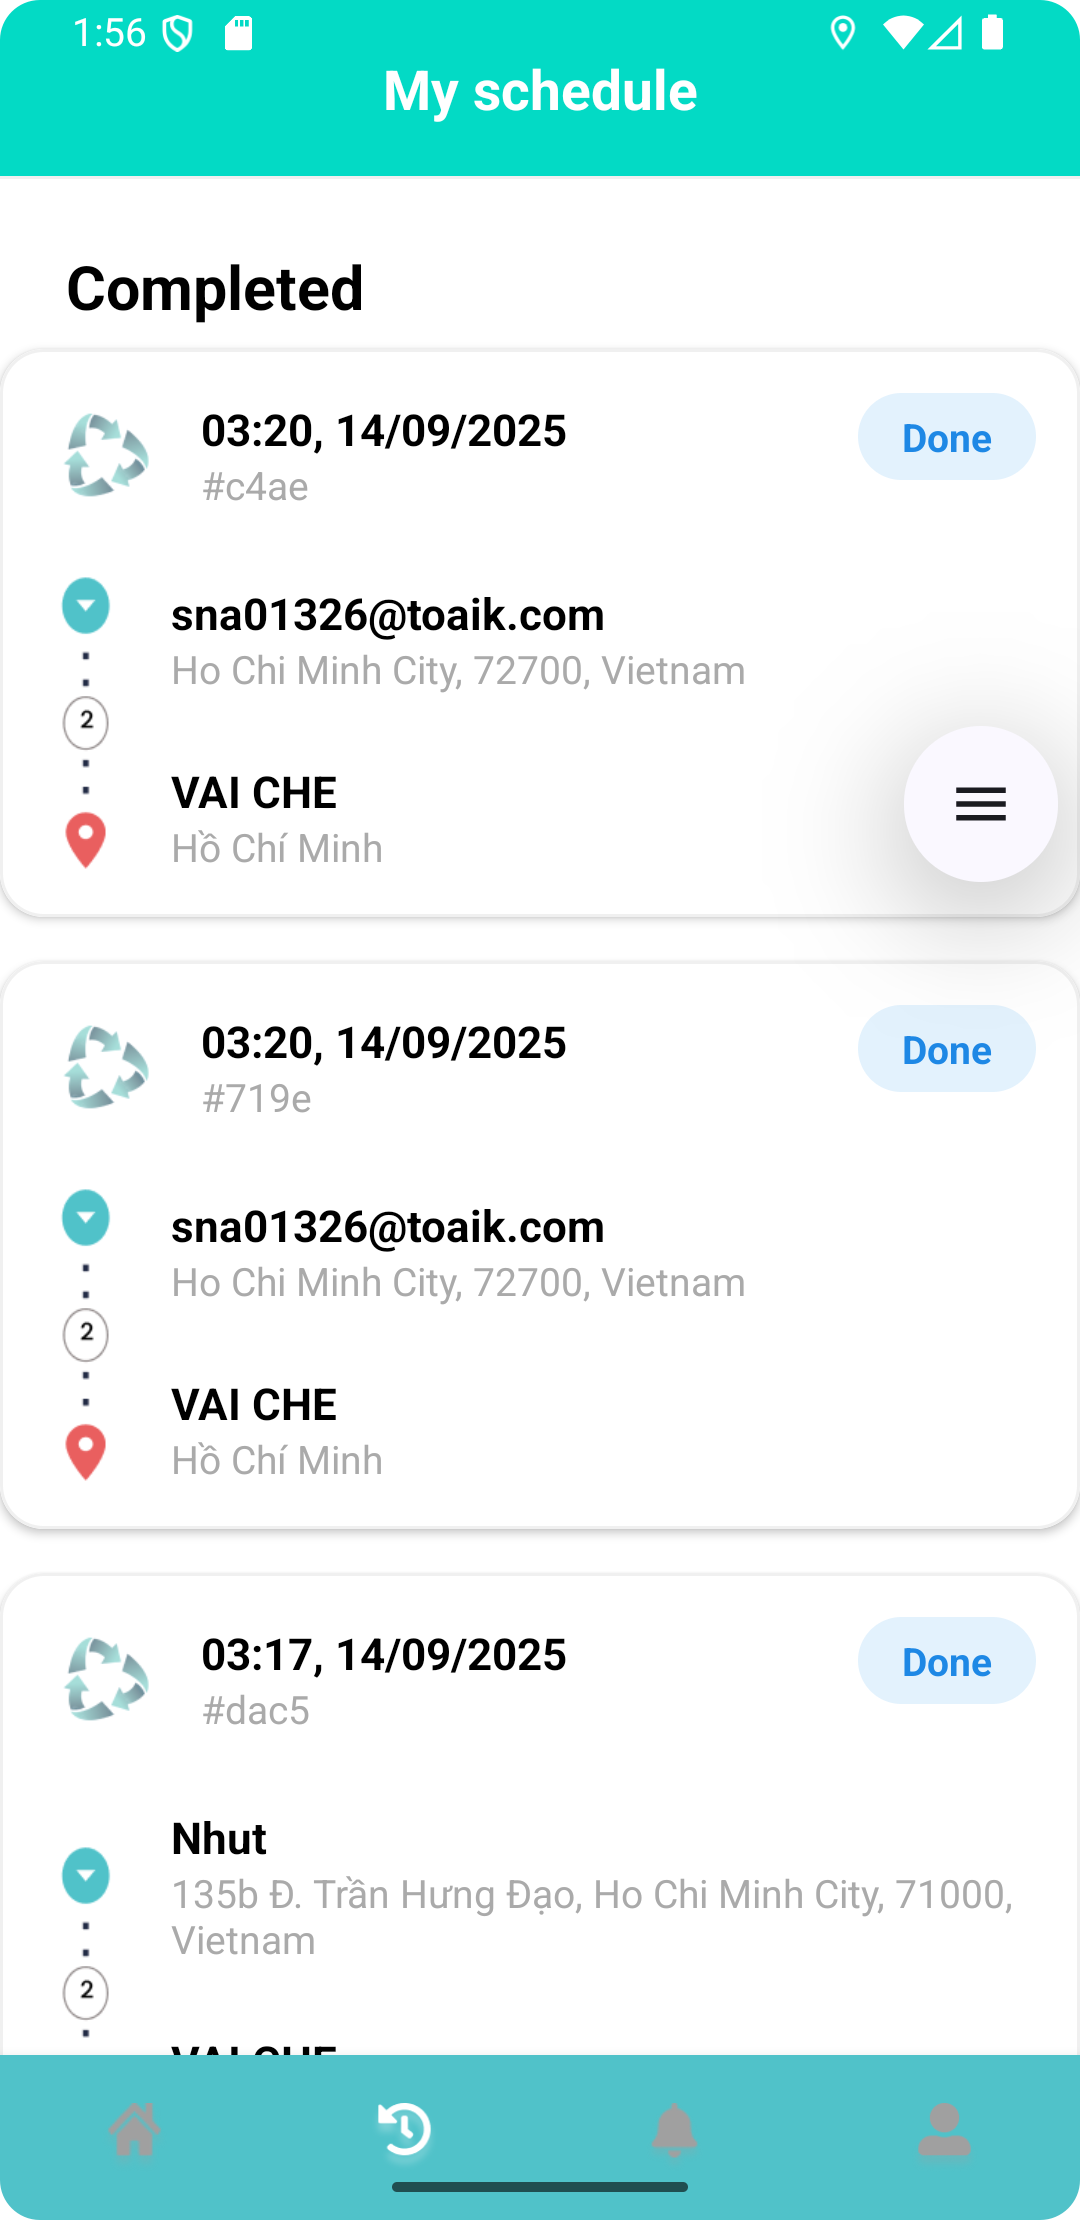 1:56
My schedule
Completed
03:20, 14/09/2025
Done
#c4ae
sna01326@toaik.com
Ho Chi Minh City, 72700, Vietnam
2
VAI CHE
Hồ Chí Minh
03:20, 14/09/2025
Done
#719e
sna01326@toaik.com
Ho Chi Minh City, 72700, Vietnam
2
VAI CHE
Hồ Chí Minh
03:17, 14/09/2025
Done
#dac5
Nhut
135b Đ. Trần Hưng Đạo, Ho Chi Minh City, 71000,
Vietnam
2
VAI CHE